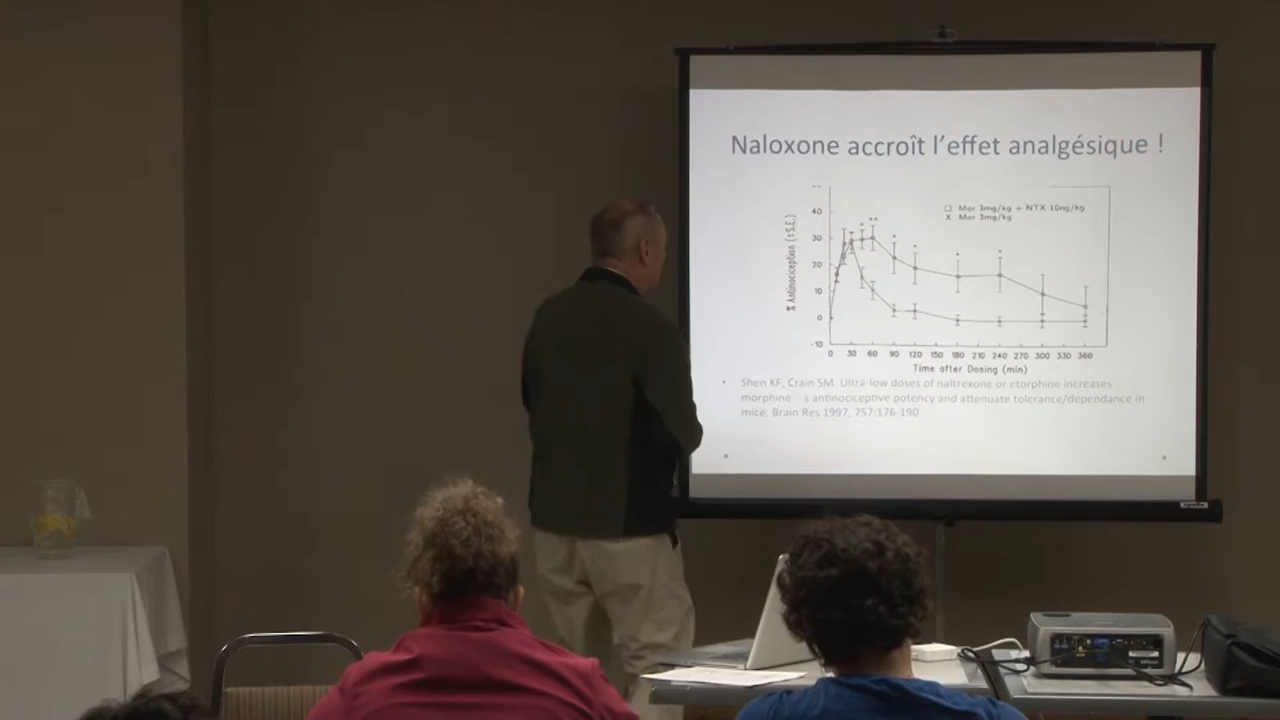 Naloxone accroît l'effet analgésique !
□ Mor 3mg/kg + NTX 10ng/kg
X Mor 3mg/kg
% Antinociception (±S.E.)
40
30
20
10
0
-10
0 30 60 90 120 150 180 210 240 270 300 330 360
Time after Dosing (min)
• Shen KF, Crain SM. Ultra-low doses of naltrexone or etorphine increases
morphine s antinociceptive potency and attenuate tolerance/dependance in
mice. Brain Res 1997, 757:176-190